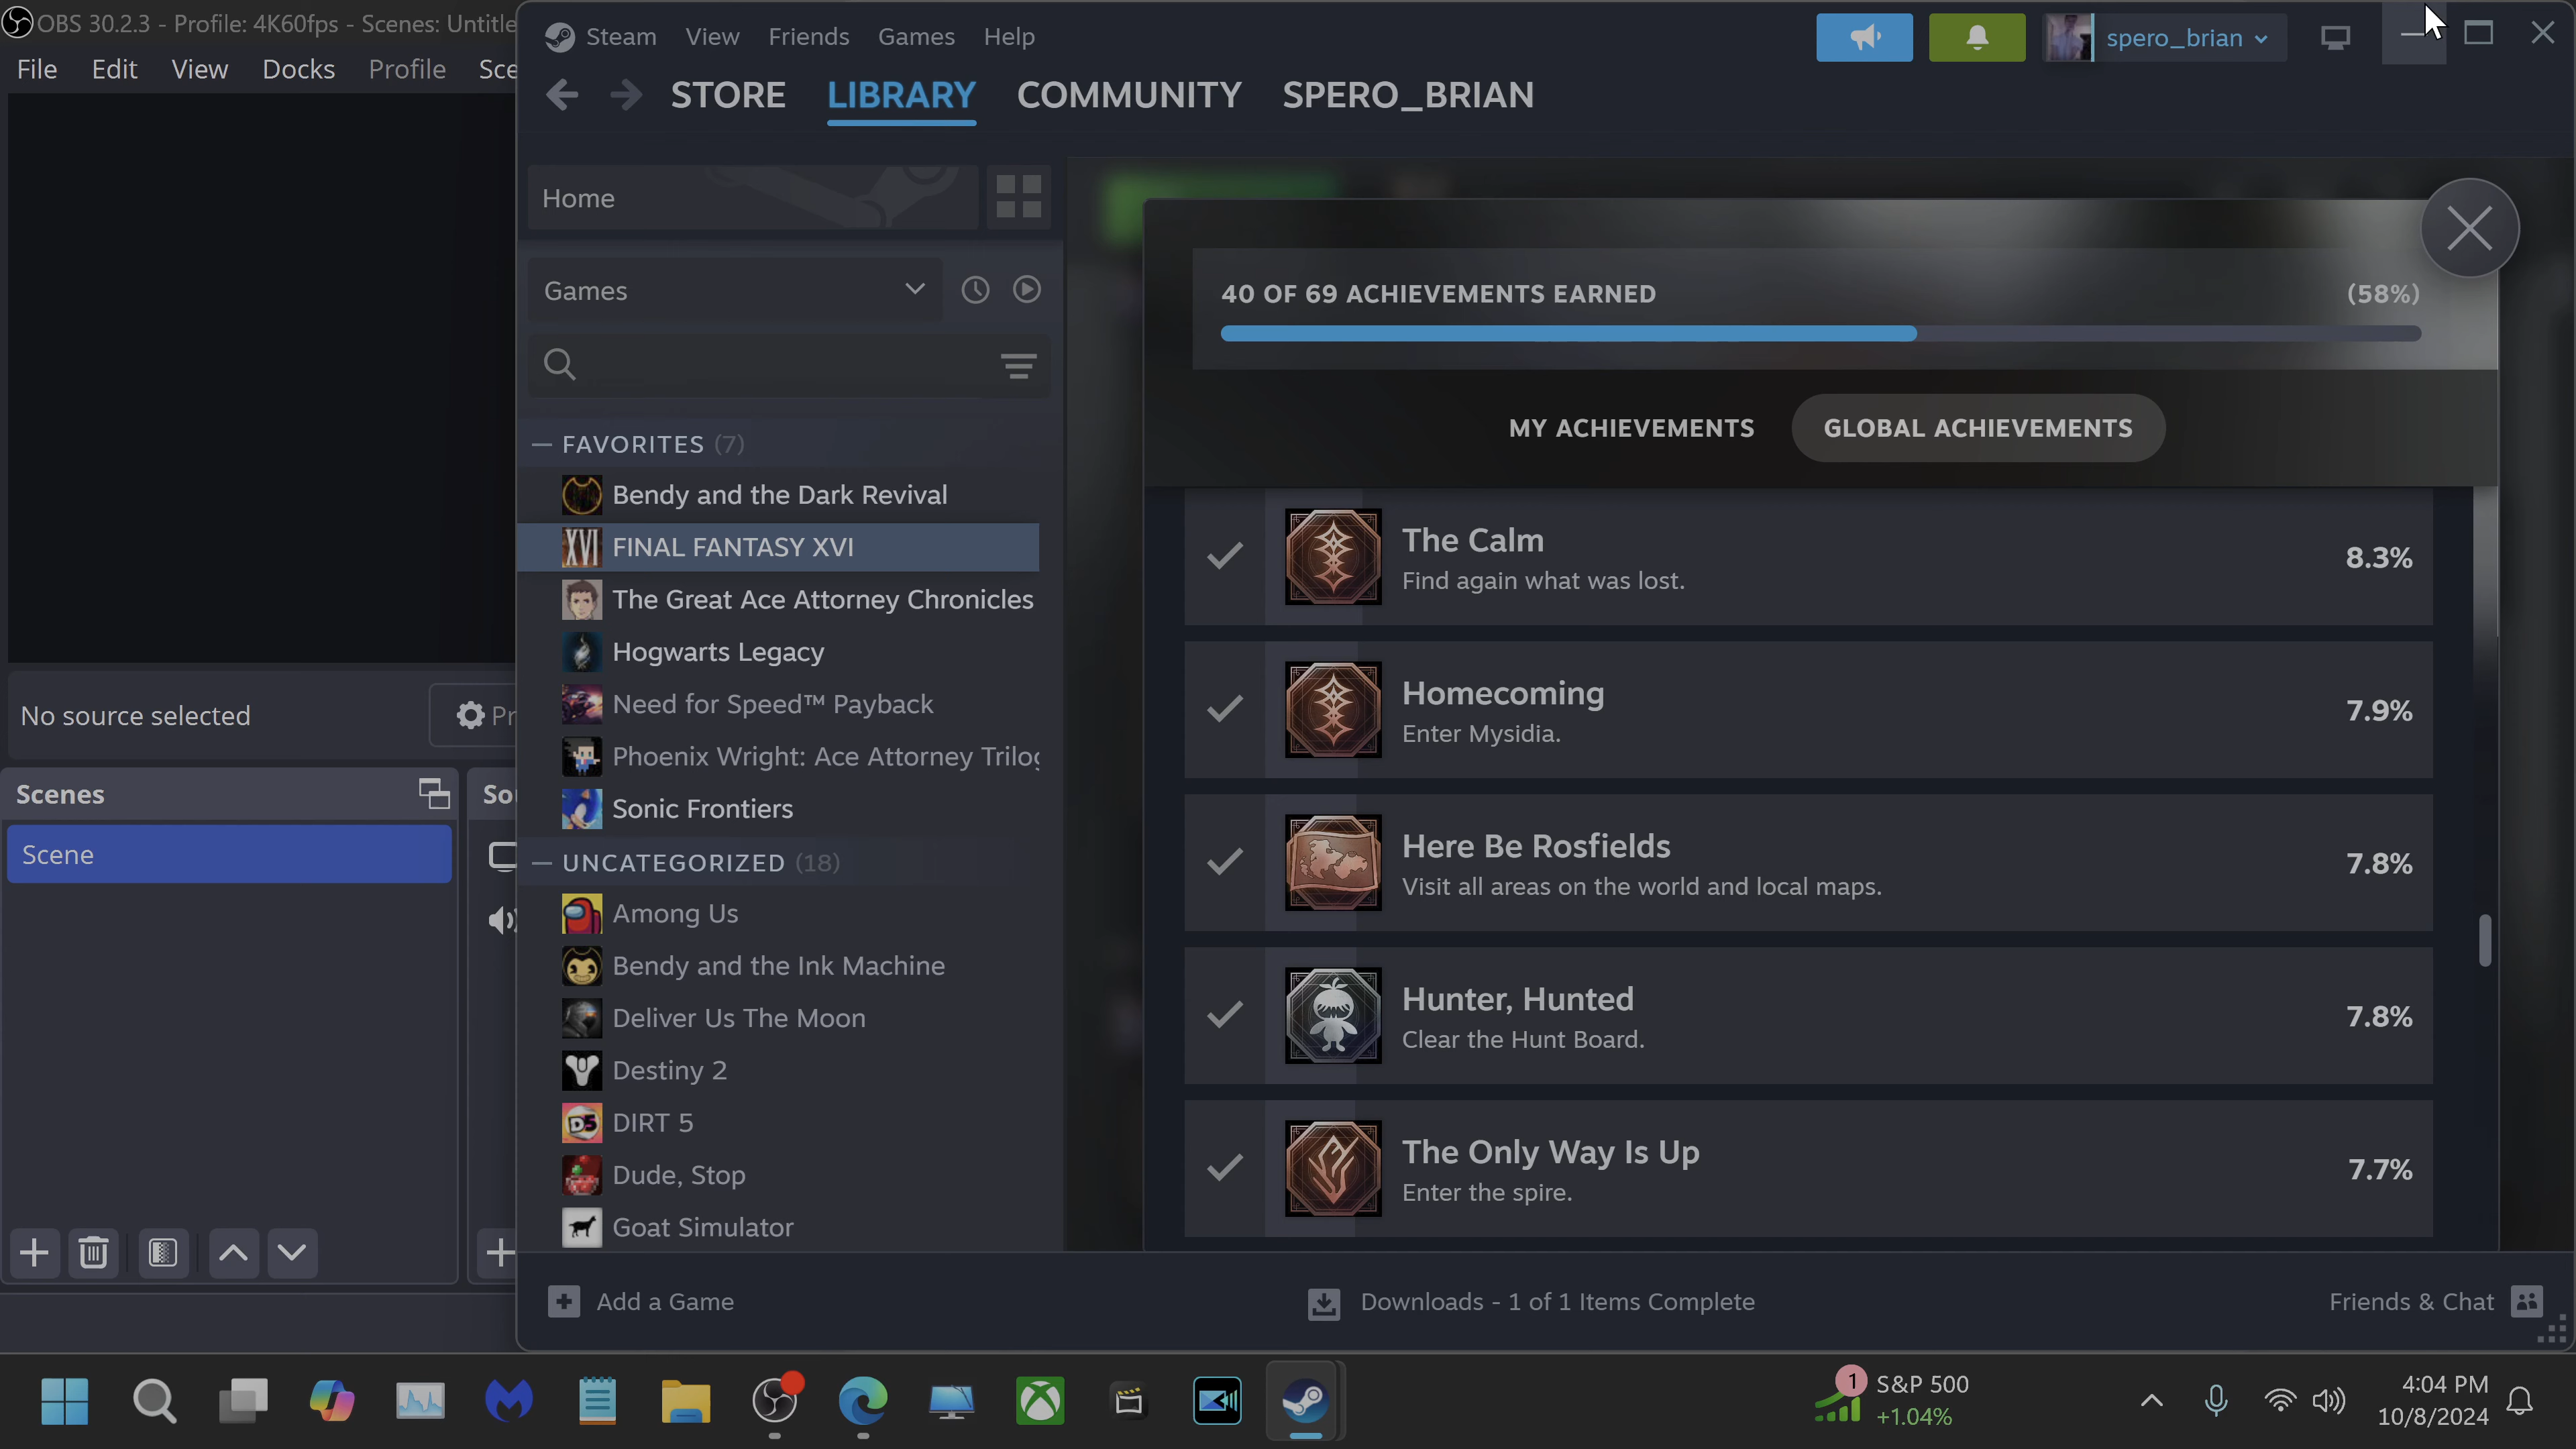 OBS 30.2.3 - Profile: 4K60fps - Scenes: Untitle
File Edit View Docks Profile Sce
No source selected
Pr
Scenes
Scene
Sou
Steam View Friends Games Help
spero_brian
STORE LIBRARY COMMUNITY SPERO_BRIAN
Home
Games
FAVORITES (7)
Bendy and the Dark Revival
XVI FINAL FANTASY XVI
The Great Ace Attorney Chronicles
Hogwarts Legacy
Need for Speed™ Payback
Phoenix Wright: Ace Attorney Trilog
Sonic Frontiers
UNCATEGORIZED (18)
Among Us
Bendy and the Ink Machine
Deliver Us The Moon
Destiny 2
D5 DIRT 5
Dude, Stop
Goat Simulator
40 OF 69 ACHIEVEMENTS EARNED (58%)
MY ACHIEVEMENTS GLOBAL ACHIEVEMENTS
The Calm
Find again what was lost.
8.3%
Homecoming
Enter Mysidia.
7.9%
Here Be Rosfields
Visit all areas on the world and local maps.
7.8%
Hunter, Hunted
Clear the Hunt Board.
7.8%
The Only Way Is Up
Enter the spire.
7.7%
Add a Game
Downloads - 1 of 1 Items Complete
Friends & Chat
1
S&P 500
+1.04%
4:04 PM
10/8/2024